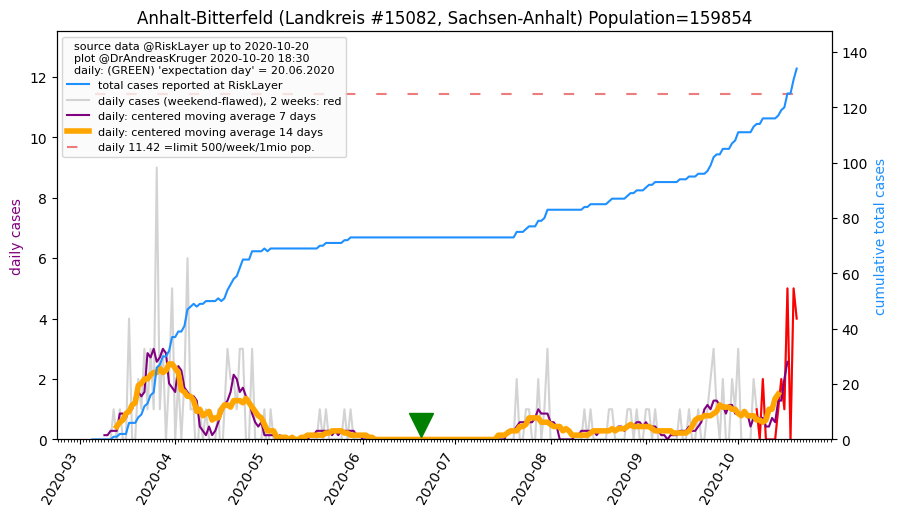 Anhalt-Bitterfeld (Landkreis #15082, Sachsen-Anhalt) Population=159854
source data @RiskLayer up to 2020-10-20
plot @DrAndreasKruger 2020-10-20 18:30
daily: (GREEN) 'expectation day' = 20.06.2020
total cases reported at RiskLayer
daily cases (weekend-flawed), 2 weeks: red
daily: centered moving average 7 days
daily: centered moving average 14 days
daily 11.42 =limit 500/week/1mio pop.
daily cases
0
2
4
6
8
10
12
cumulative total cases
0
20
40
60
80
100
120
140
2020-03
2020-04
2020-05
2020-06
2020-07
2020-08
2020-09
2020-10